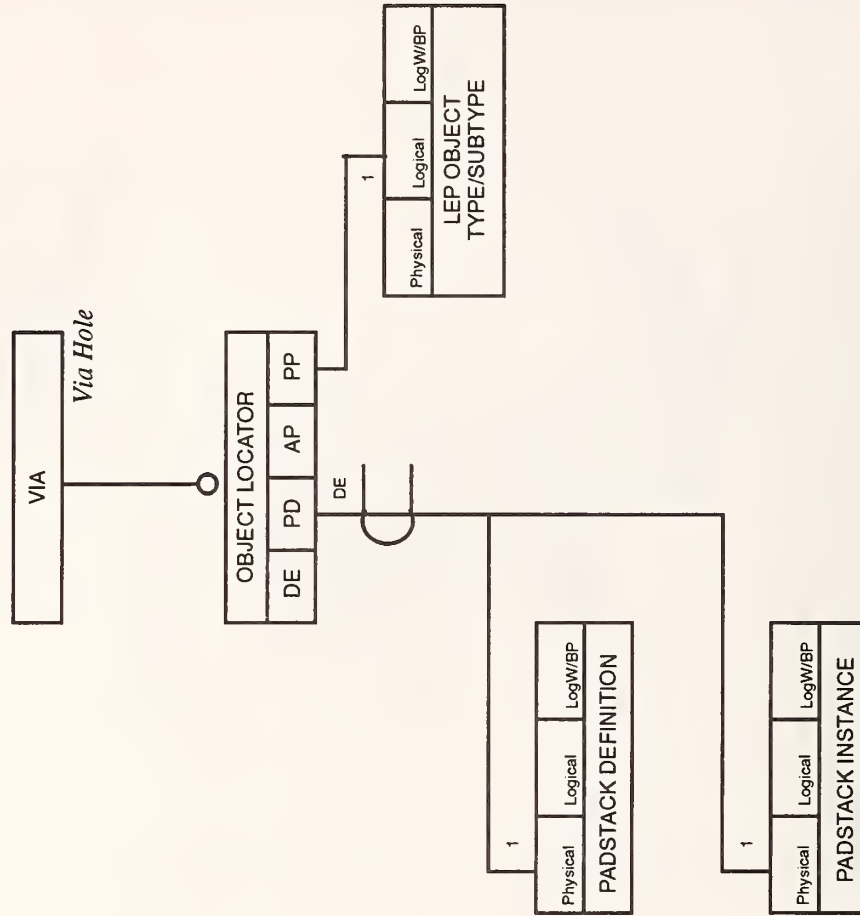 VIA
Via Hole
OBJECT LOCATOR
DE PD AP PP
DE
1
Physical Logical LogW/BP
LEP OBJECT
TYPE/SUBTYPE
1
Physical Logical LogW/BP
PADSTACK DEFINITION
1
Physical Logical LogW/BP
PADSTACK INSTANCE